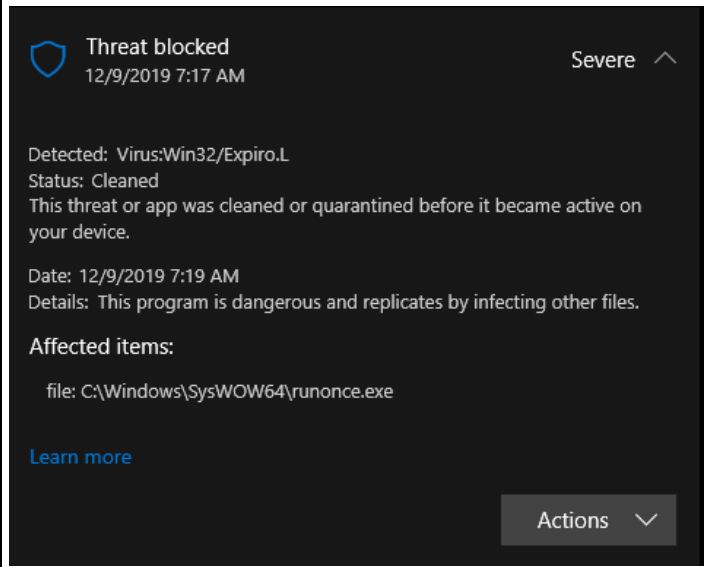 Threat blocked
12/9/2019 7:17 AM
Severe
Detected: Virus:Win32/Expiro.L
Status: Cleaned
This threat or app was cleaned or quarantined before it became active on
your device.
Date: 12/9/2019 7:19 AM
Details: This program is dangerous and replicates by infecting other files.
Affected items:
file: C:\Windows\SysWOW64\runonce.exe
Learn more
Actions